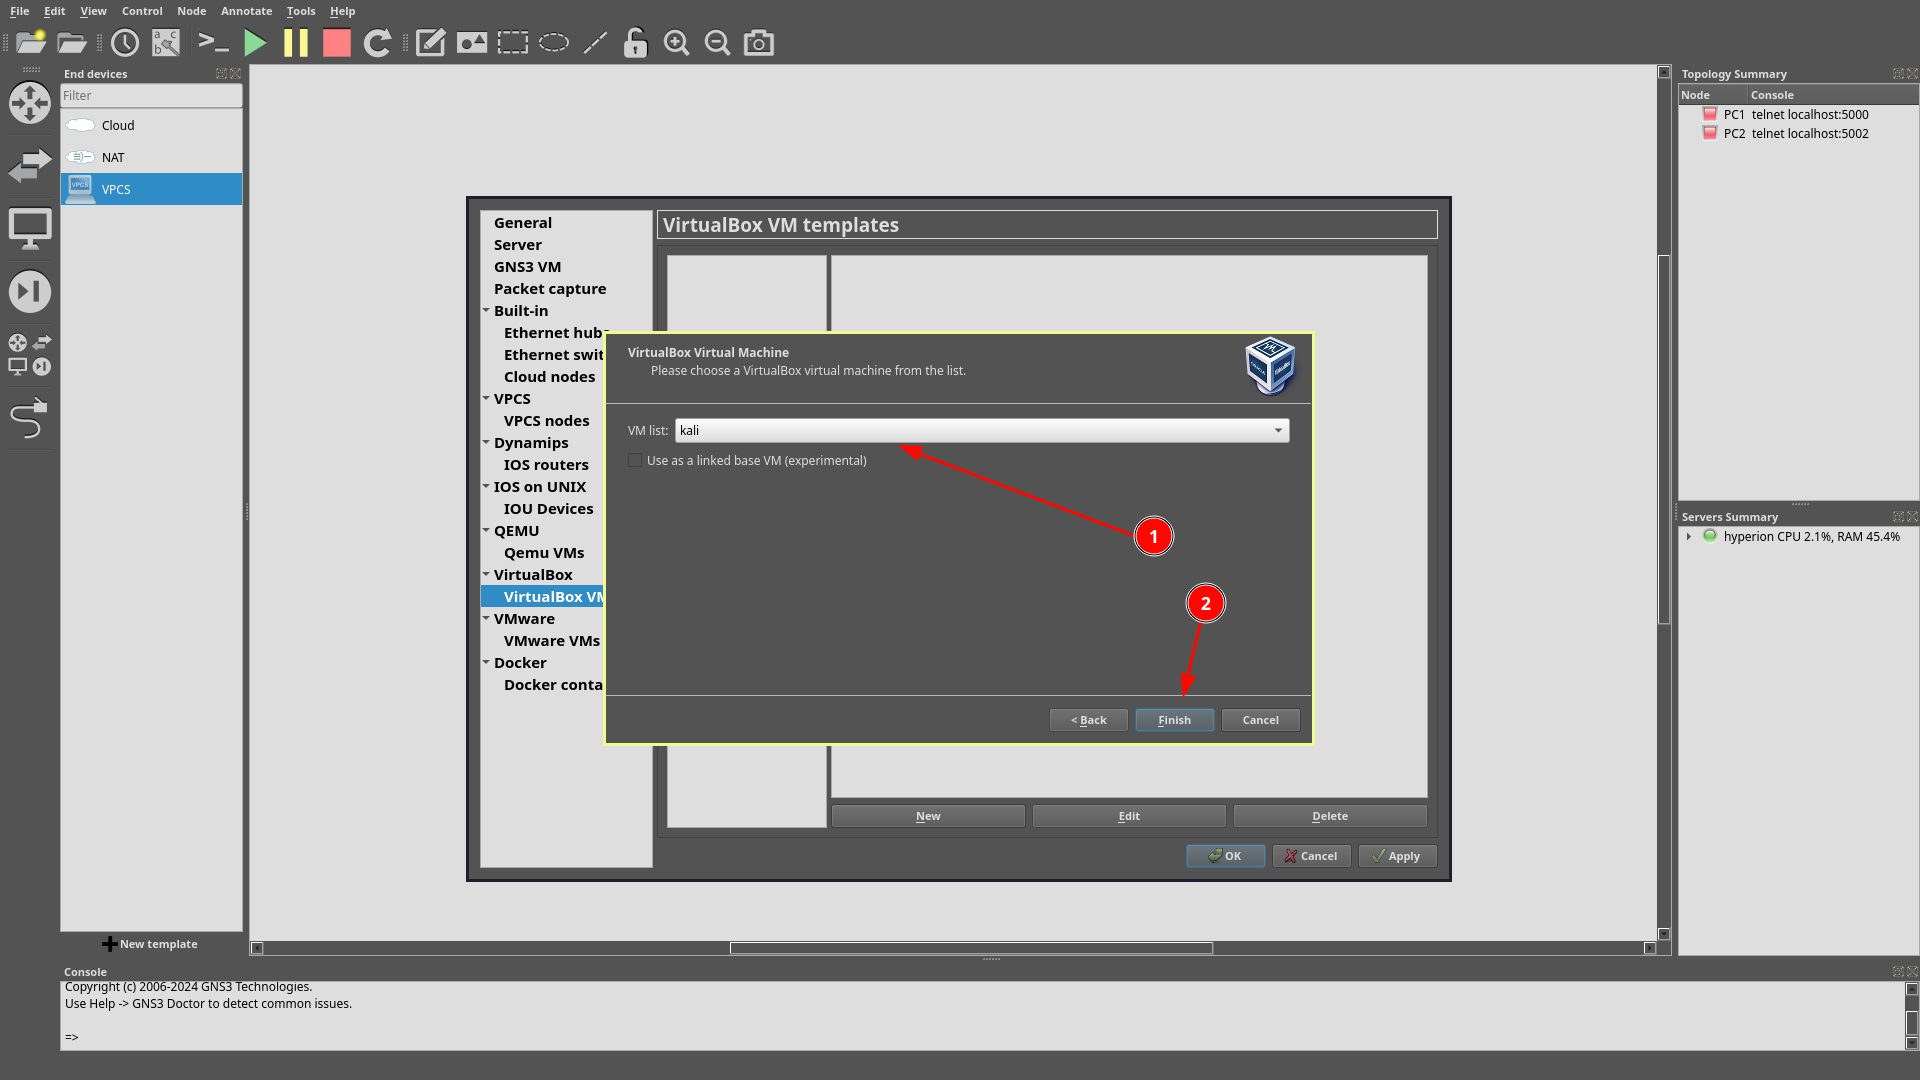 File Edit View Control Node Annotate Tools Help
End devices
Filter
Cloud
NAT
VPCS
New template
General
Server
GNS3 VM
Packet capture
Built-in
Ethernet hubs
Ethernet swit
Cloud nodes
VPCS
VPCS nodes
Dynamips
IOS routers
IOS on UNIX
IOU Devices
QEMU
Qemu VMs
VirtualBox
VirtualBox VM
VMware
VMware VMs
Docker
Docker conta
VirtualBox VM templates
VirtualBox Virtual Machine
Please choose a VirtualBox virtual machine from the list.
VM list: kali
Use as a linked base VM (experimental)
1
2
< Back Finish Cancel
New Edit Delete
OK Cancel Apply
Topology Summary
Node Console
PC1 telnet localhost:5000
PC2 telnet localhost:5002
Servers Summary
hyperion CPU 2.1%, RAM 45.4%
Console
Copyright (c) 2006-2024 GNS3 Technologies.
Use Help -> GNS3 Doctor to detect common issues.
=>